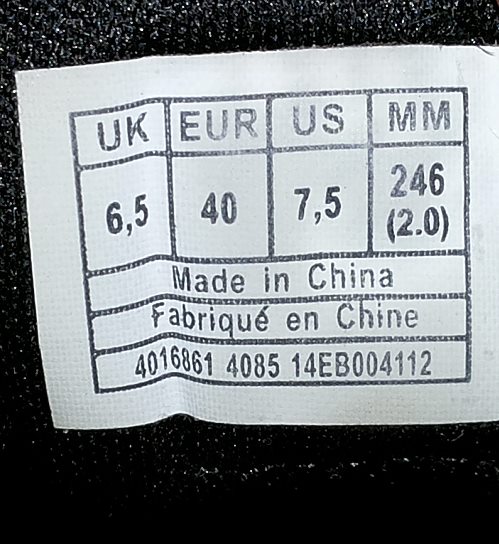 UK EUR US MM
6,5 40 7,5 246
(2.0)
Made in China
Fabriqué en Chine
4016861 4085 14EB004112